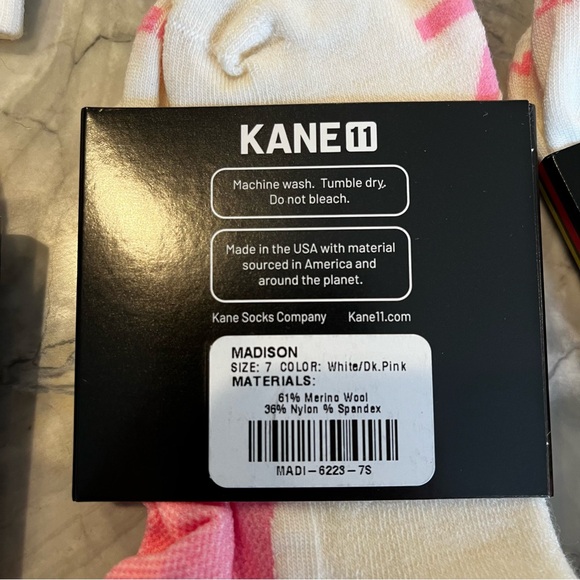 KANE 11
Machine wash. Tumble dry.
Do not bleach.
Made in the USA with material
sourced in America and
around the planet.
Kane Socks Company Kane11.com
MADISON
SIZE: 7 COLOR: White/Dk.Pink
MATERIALS:
61% Merino Wool
36% Nylon % Spandex
MADI-6223-7S